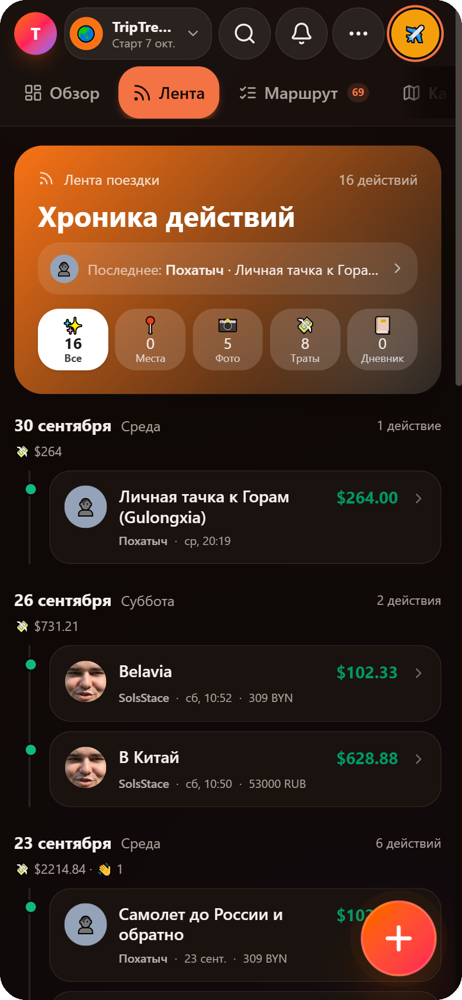 T
TripTre...
Старт 7 окт.
Обзор
Лента
Маршрут 69
Ка
Лента поездки
16 действий
Хроника действий
Последнее: Похатыч · Личная тачка к Гора...
16
Все
0
Места
5
Фото
8
Траты
0
Дневник
30 сентября Среда
1 действие
$264
Личная тачка к Горам
(Gulongxia)
$264.00
Похатыч · ср, 20:19
26 сентября Суббота
2 действия
$731.21
Belavia
$102.33
SolsStace · сб, 10:52 · 309 BYN
В Китай
$628.88
SolsStace · сб, 10:50 · 53000 RUB
23 сентября Среда
6 действий
$2214.84 · 👋 1
Самолет до России и
обратно
$102
Похатыч · 23 сент. · 309 BYN